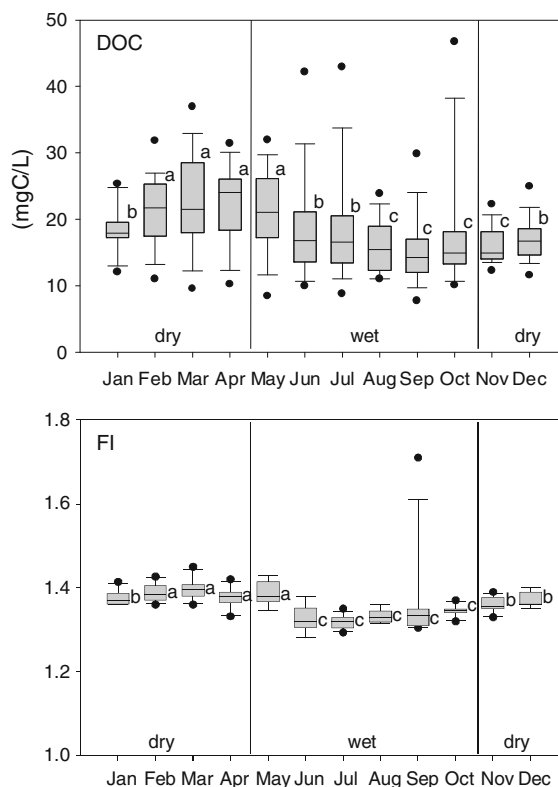 DOC
50
40
30
20
10
0
(mgC/L)
b a a a a b b c c c c b
dry wet dry
Jan Feb Mar Apr May Jun Jul Aug Sep Oct Nov Dec
FI
1.8
1.6
1.4
1.2
1.0
b a a a a c c c c c b b
dry wet dry
Jan Feb Mar Apr May Jun Jul Aug Sep Oct Nov Dec